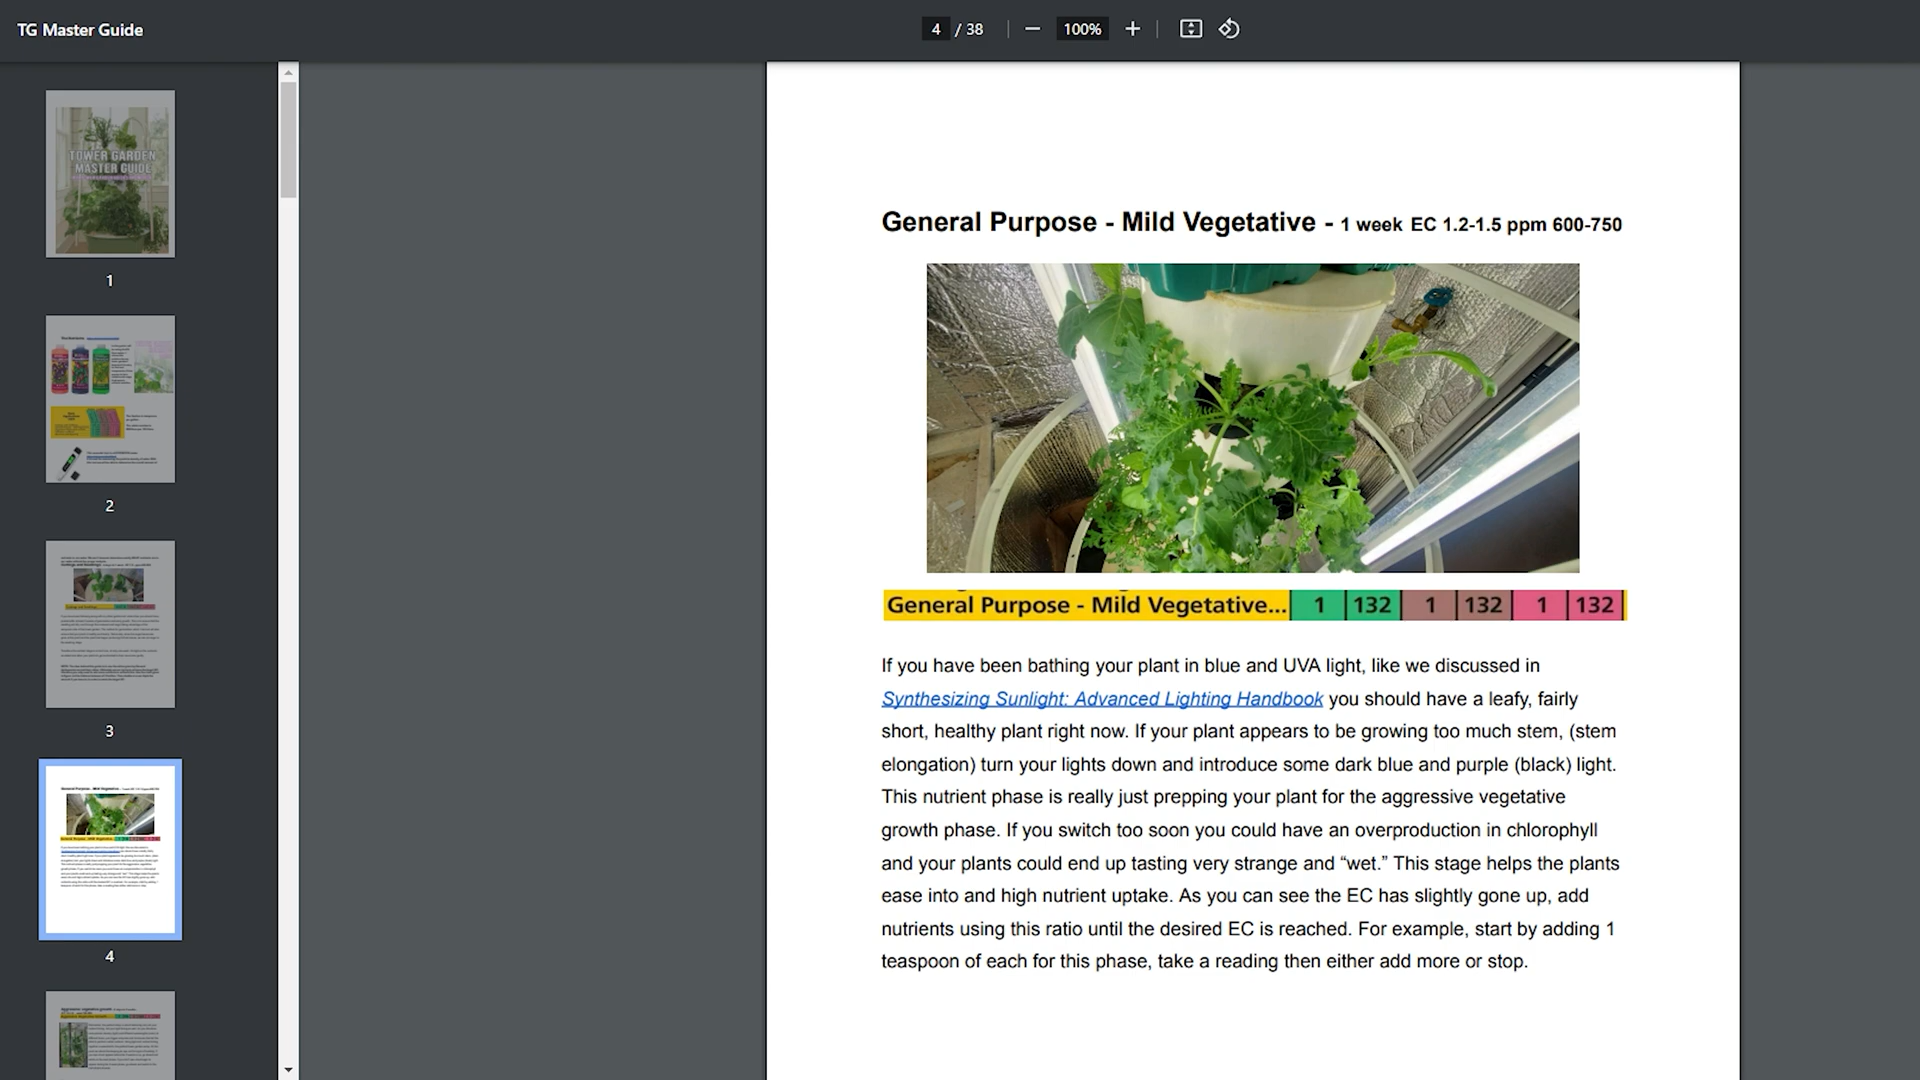 TG Master Guide
4 / 38
100%
TOWER GARDEN
MASTER GUIDE
1
2
3
4
General Purpose - Mild Vegetative - 1 week EC 1.2-1.5 ppm 600-750
General Purpose - Mild Vegetative... 1 132 1 132 1 132
If you have been bathing your plant in blue and UVA light, like we discussed in
Synthesizing Sunlight: Advanced Lighting Handbook you should have a leafy, fairly
short, healthy plant right now. If your plant appears to be growing too much stem, (stem
elongation) turn your lights down and introduce some dark blue and purple (black) light.
This nutrient phase is really just prepping your plant for the aggressive vegetative
growth phase. If you switch too soon you could have an overproduction in chlorophyll
and your plants could end up tasting very strange and “wet.” This stage helps the plants
ease into and high nutrient uptake. As you can see the EC has slightly gone up, add
nutrients using this ratio until the desired EC is reached. For example, start by adding 1
teaspoon of each for this phase, take a reading then either add more or stop.